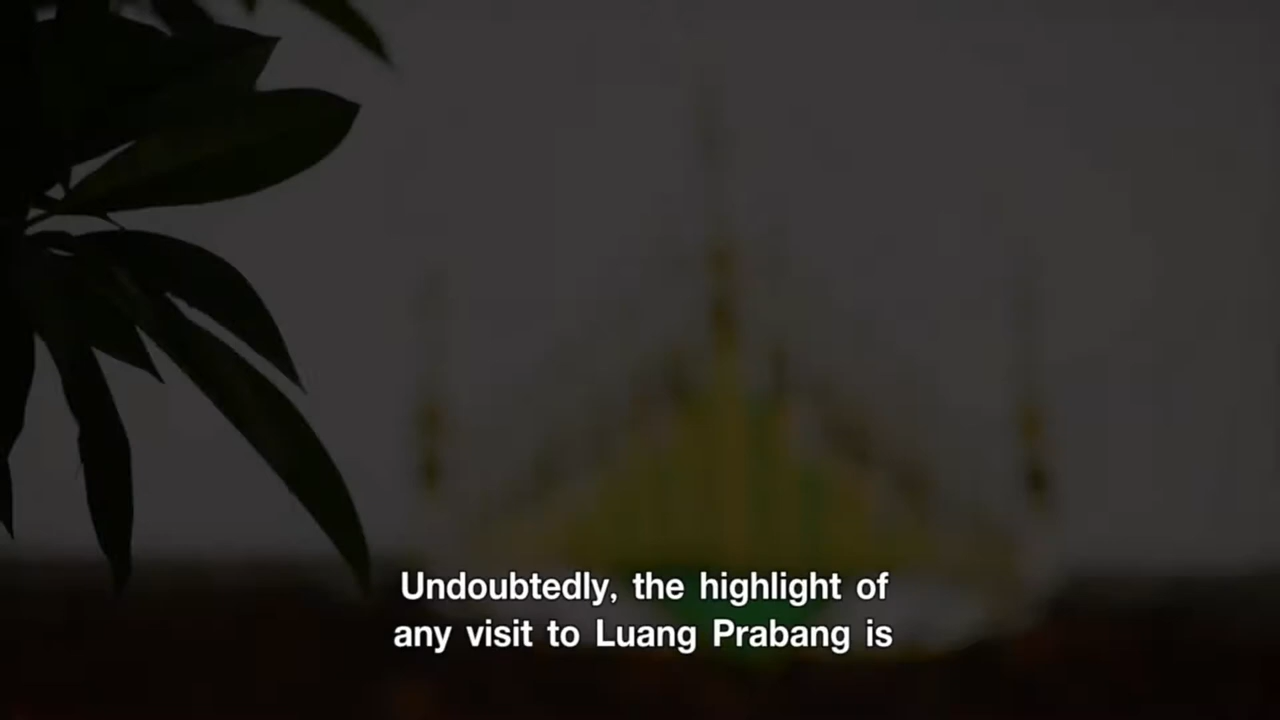 Undoubtedly, the highlight of
any visit to Luang Prabang is